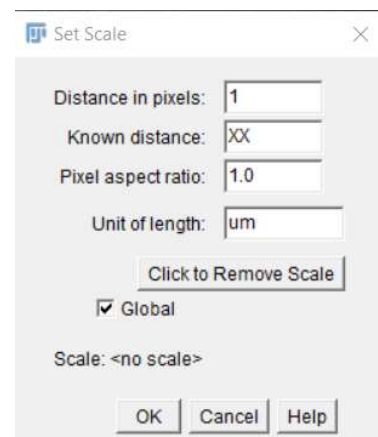 Set Scale
Distance in pixels: 1
Known distance: XX
Pixel aspect ratio: 1.0
Unit of length: um
Click to Remove Scale
Global
Scale: <no scale>
OK Cancel Help